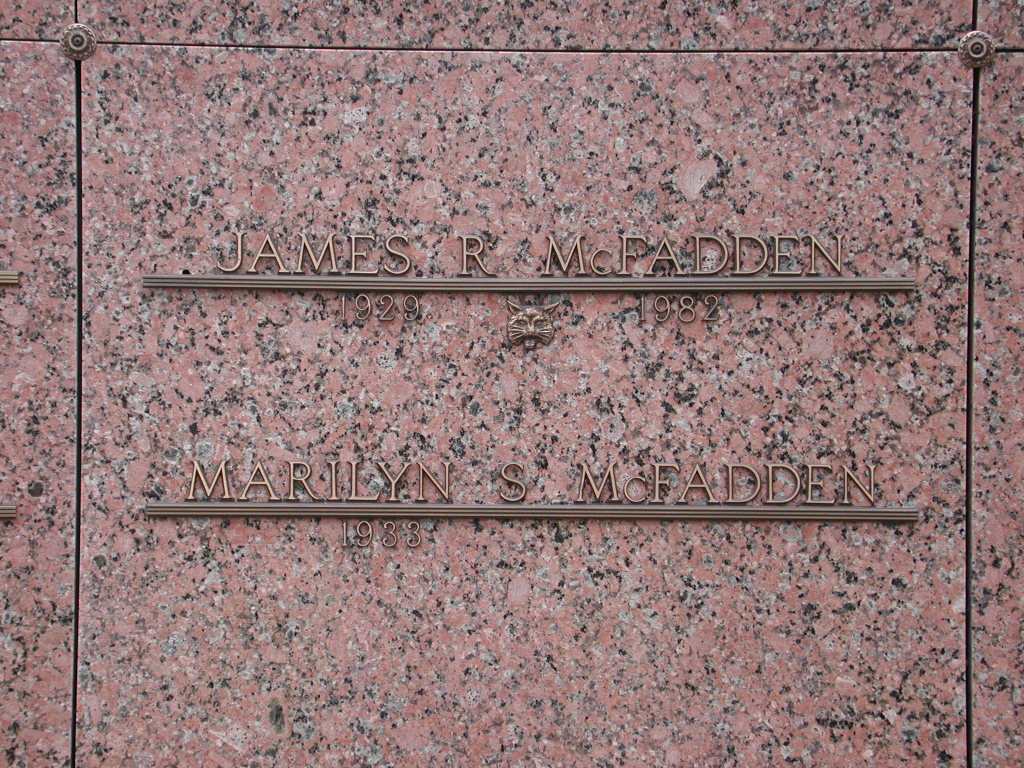 JAMES R McFADDEN
1929 1982
MARILYN S McFADDEN
1933